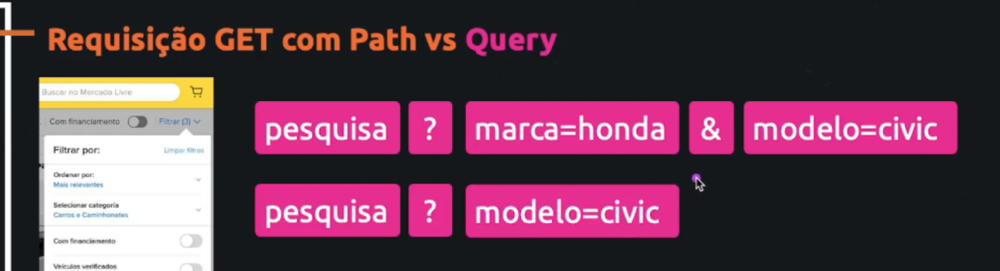 Requisição GET com Path vs Query
Buscar no Mercado Livre
Com financiamento Filtrar (3)
Filtrar por: Limpar filtros
Ordenar por:
Mais relevantes
Selecionar categoría
Carros e Caminhonetes
Com financiamento
Veículos verificados
pesquisa ? marca=honda & modelo=civic
pesquisa ? modelo=civic